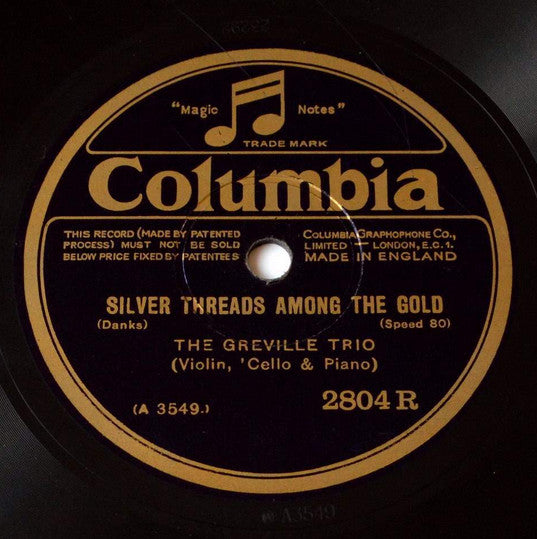 "Magic Notes"
TRADE MARK
Columbia
THIS RECORD (MADE BY PATENTED
PROCESS) MUST NOT BE SOLD
BELOW PRICE FIXED BY PATENTEES
COLUMBIA GRAPHOPHONE CO.,
LIMITED – LONDON, E.C.1.
MADE IN ENGLAND
SILVER THREADS AMONG THE GOLD
(Danks) (Speed 80)
THE GREVILLE TRIO
(Violin, 'Cello & Piano)
(A 3549.) 2804 R
A3549